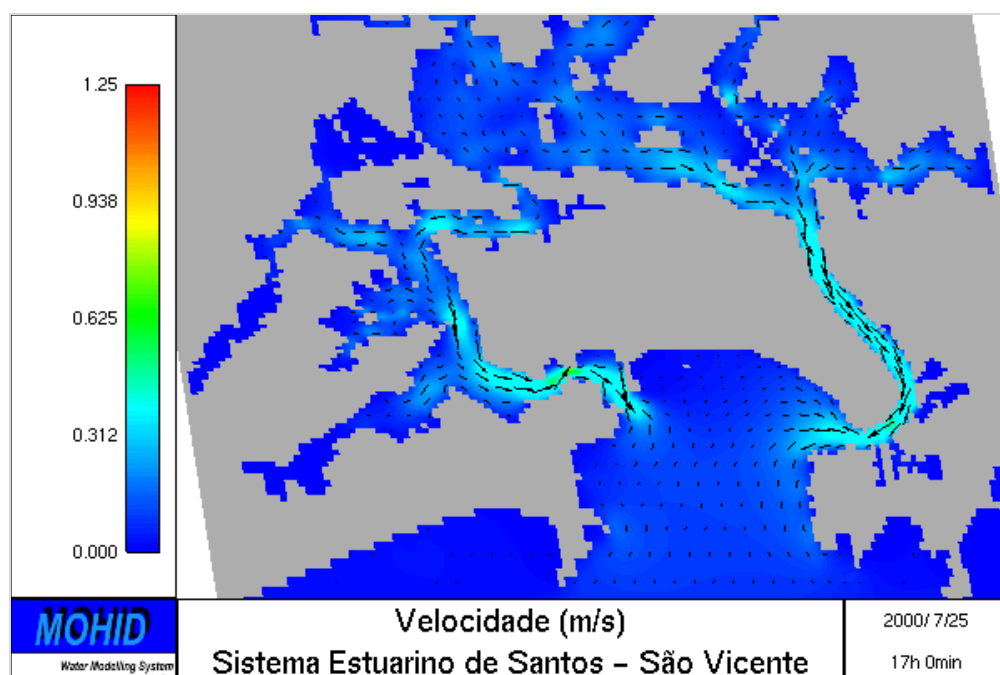 1.25
0.938
0.625
0.312
0.000
MOHID
Water Modelling System
Velocidade (m/s)
Sistema Estuarino de Santos – São Vicente
2000/ 7/25
17h 0min